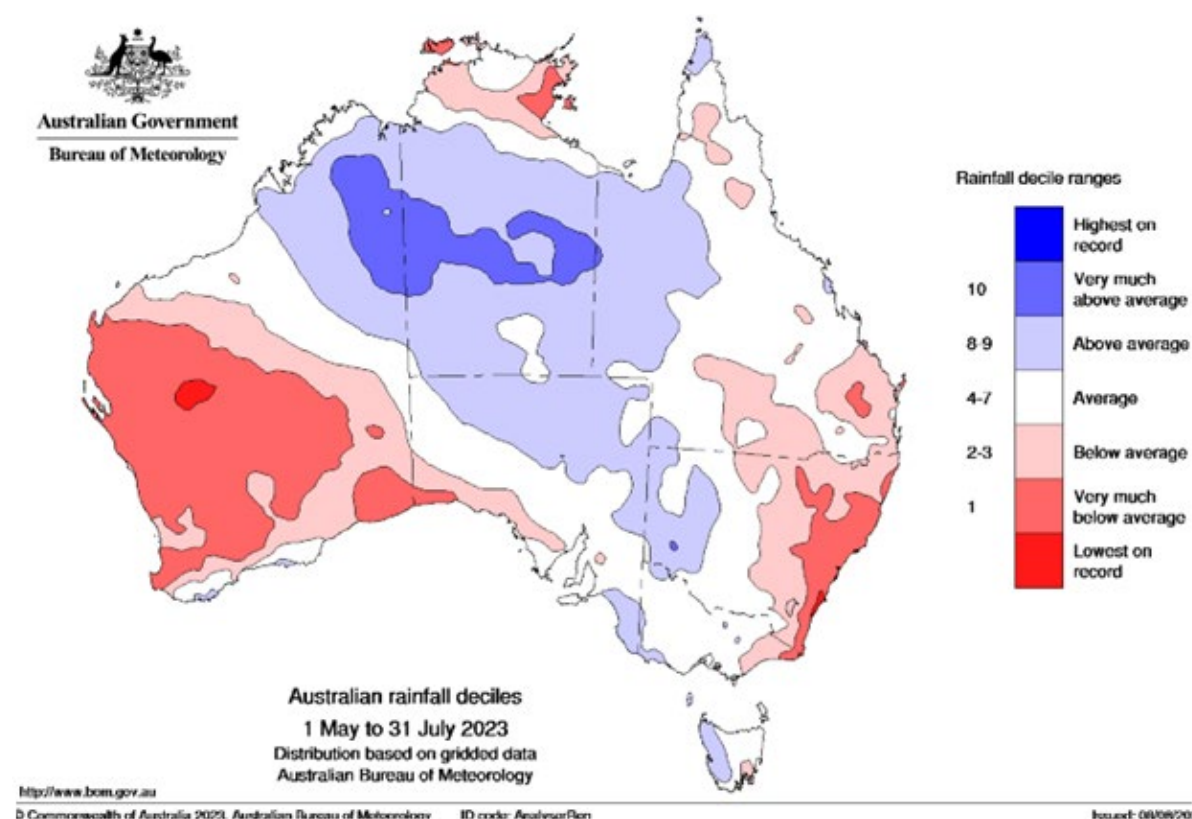 Australian Government
Bureau of Meteorology
Rainfall decile ranges
Highest on
record
10
Very much
above average
8-9
Above average
4-7
Average
2-3
Below average
1
Very much
below average
Lowest on
record
Australian rainfall deciles
1 May to 31 July 2023
Distribution based on gridded data
Australian Bureau of Meteorology
http://www.bom.gov.au
Commonwealth of Australia 2023, Australian Bureau of Meteorology
ID code:
Issued: